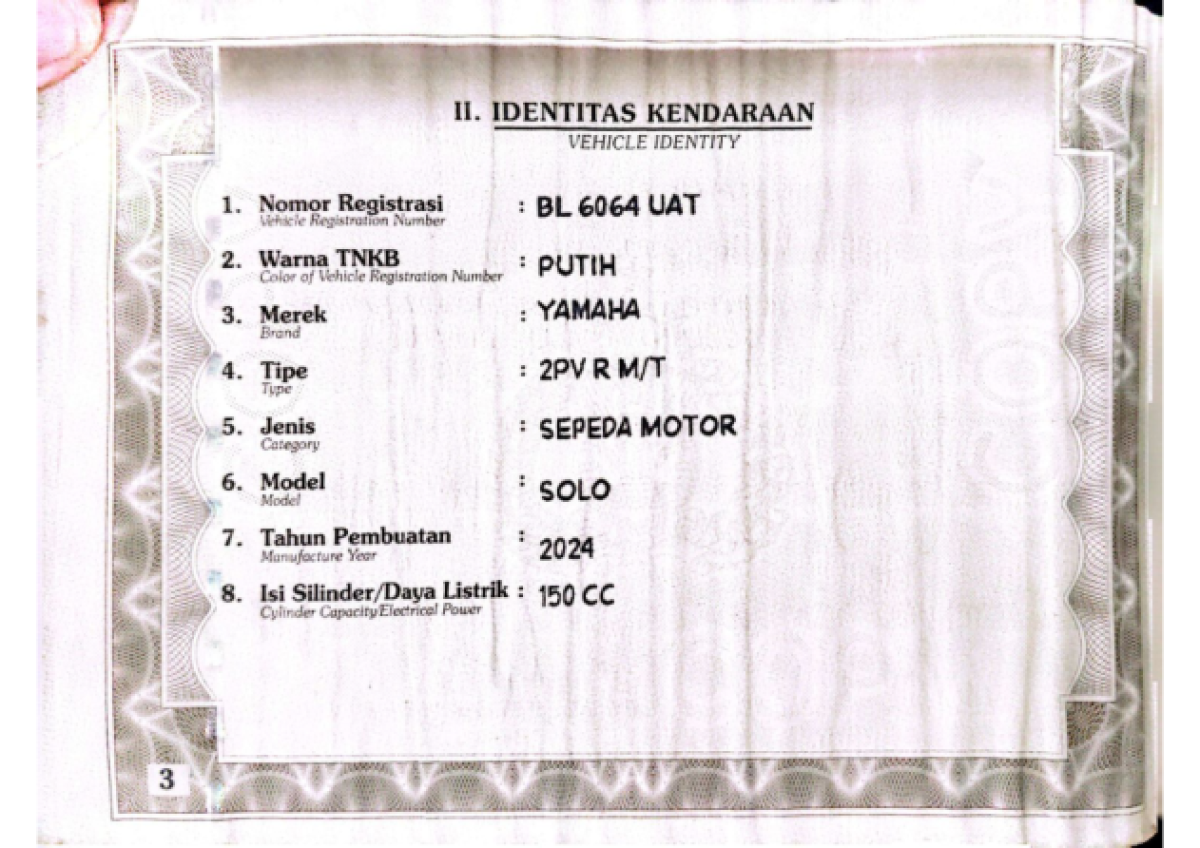 II. IDENTITAS KENDARAAN
VEHICLE IDENTITY
1. Nomor Registrasi : BL 6064 UAT
Vehicle Registration Number
2. Warna TNKB : PUTIH
Color of Vehicle Registration Number
3. Merek : YAMAHA
Brand
4. Tipe : 2PV R M/T
Type
5. Jenis : SEPEDA MOTOR
Category
6. Model : SOLO
Model
7. Tahun Pembuatan : 2024
Manufacture Year
8. Isi Silinder/Daya Listrik : 150 CC
Cylinder Capacity/Electrical Power
3